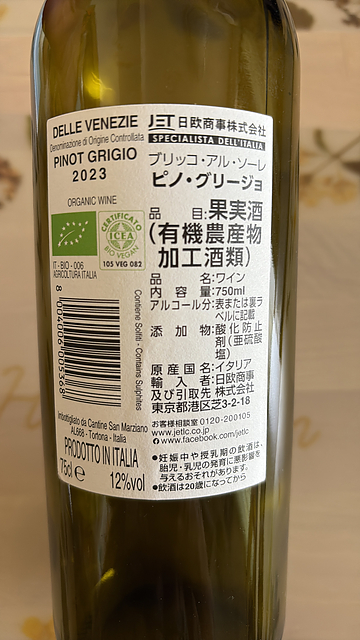 DELLE VENEZIE
Denominazione di Origine Controllata
PINOT GRIGIO
2023
ORGANIC WINE
IT - BIO - 006
AGRICOLTURA ITALIA
CERTIFICATO
ICEA
BIO VEGAN
105 VEG 082
Contiene Solfiti - Contains Sulphites
8 004006 005368
Imbottigliato da Cantine San Marziano
AL668 - Tortona - Italia
PRODOTTO IN ITALIA
75cl e 12%vol
JET 日欧商事株式会社
SPECIALISTA DELL'ITALIA
ブリッコ・アル・ソーレ
ピノ・グリージョ
品 目:果実酒
(有機農産物
加工酒類)
品 名:ワイン
内 容 量:750ml
アルコール分:表または裏ラ
ベルに記載
添 加 物:酸化防止
剤(亜硫酸
塩)
原 産 国 名:イタリア
輸 入 者:日欧商事
及び引取先 株式会社
東京都港区芝3-2-18
お客様相談室 0120-200105
www.jetlc.co.jp
www.facebook.com/jetlc
●妊娠中や授乳期の飲酒は、
胎児・乳児の発育に悪影響を
与えるおそれがあります。
●飲酒は20歳になってから